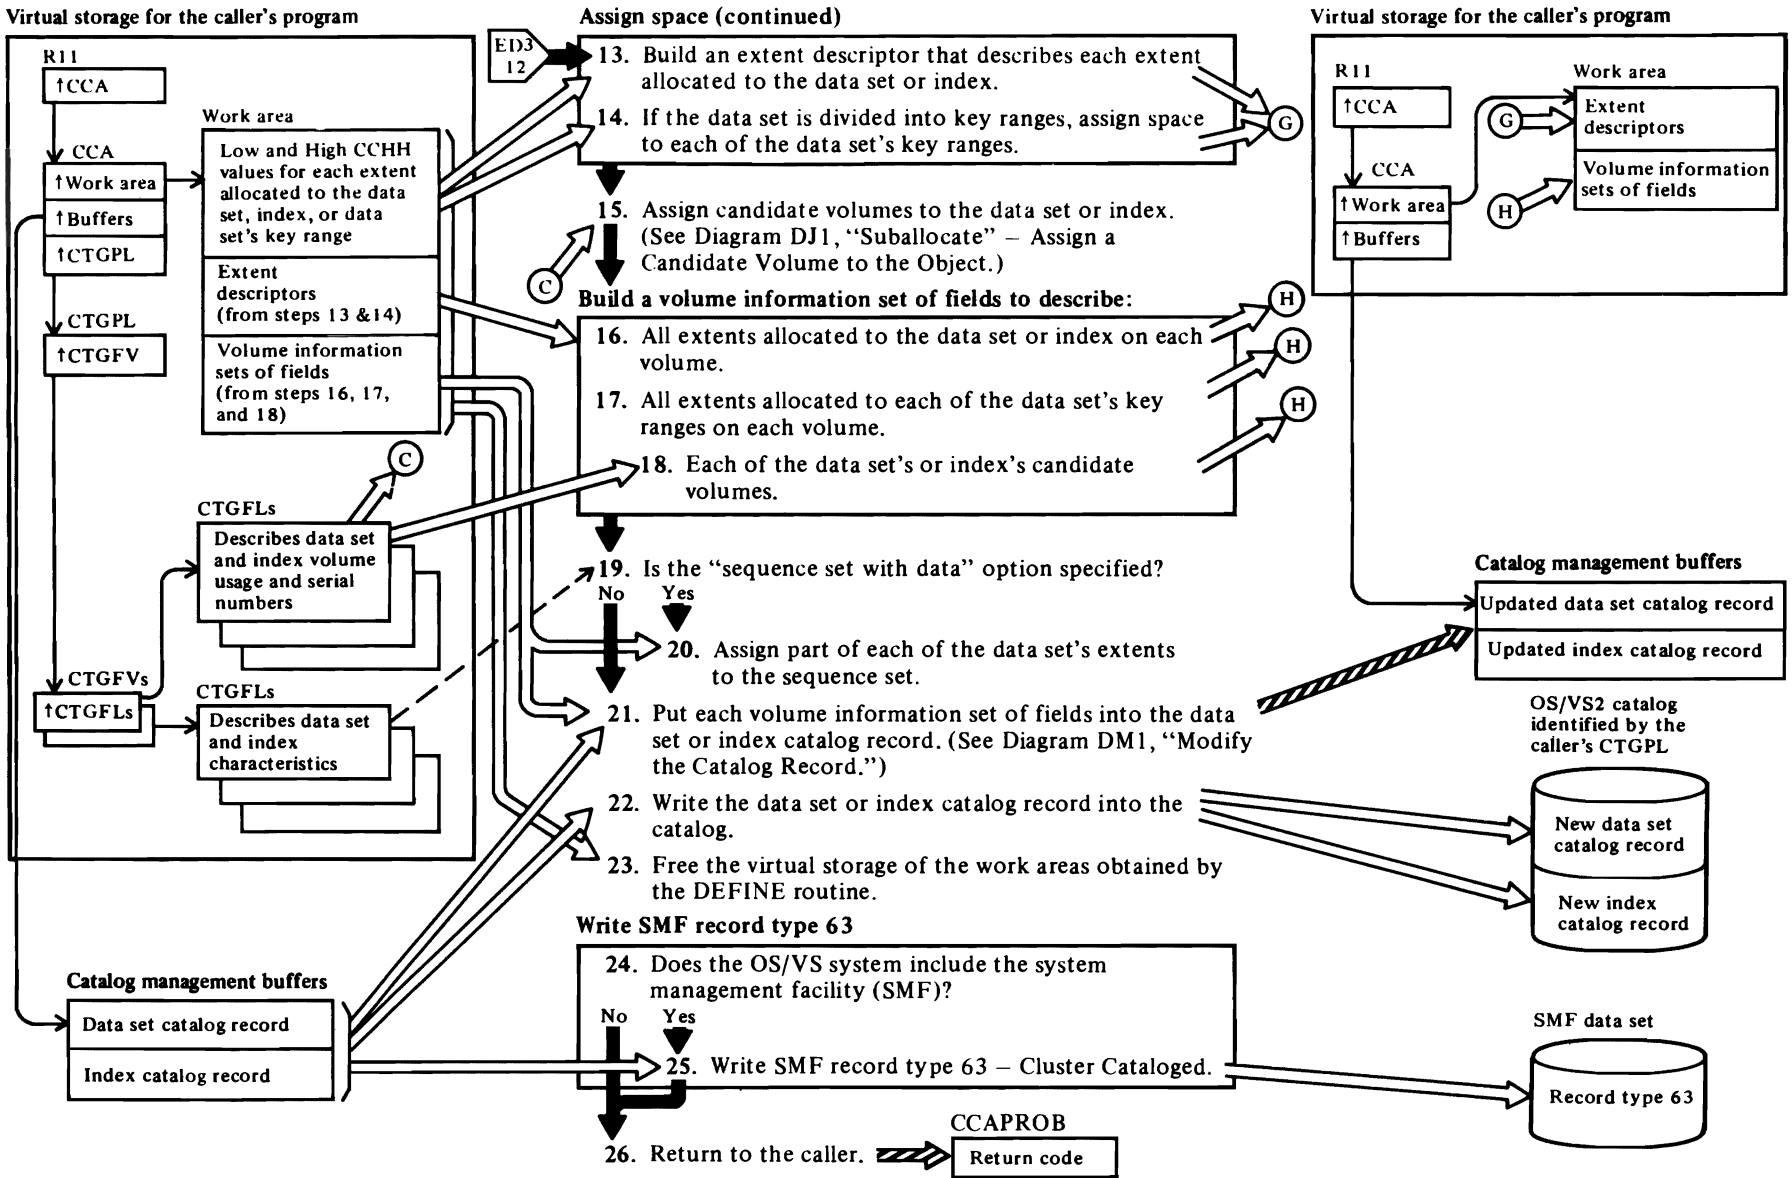 Virtual storage for the caller's program
R11
↑CCA
CCA
↑Work area
↑Buffers
↑CTGPL
CTGPL
↑CTGFV
CTGFVs
↑CTGFLs
Work area
Low and High CCHH
values for each extent
allocated to the data
set, index, or data
set's key range
Extent
descriptors
(from steps 13 &14)
Volume information
sets of fields
(from steps 16, 17,
and 18)
C
CTGFLs
Describes data set
and index volume
usage and serial
numbers
CTGFLs
Describes data set
and index
characteristics
Catalog management buffers
Data set catalog record
Index catalog record
Assign space (continued)
ED3
12
13. Build an extent descriptor that describes each extent
allocated to the data set or index.
14. If the data set is divided into key ranges, assign space
to each of the data set's key ranges.
G
15. Assign candidate volumes to the data set or index.
(See Diagram DJ1, “Suballocate” – Assign a
Candidate Volume to the Object.)
C
Build a volume information set of fields to describe:
16. All extents allocated to the data set or index on each
volume.
H
17. All extents allocated to each of the data set's key
ranges on each volume.
H
18. Each of the data set's or index's candidate
volumes.
H
19. Is the “sequence set with data” option specified?
No Yes
20. Assign part of each of the data set's extents
to the sequence set.
21. Put each volume information set of fields into the data
set or index catalog record. (See Diagram DM1, “Modify
the Catalog Record.”)
22. Write the data set or index catalog record into the
catalog.
23. Free the virtual storage of the work areas obtained by
the DEFINE routine.
Write SMF record type 63
24. Does the OS/VS system include the system
management facility (SMF)?
No Yes
25. Write SMF record type 63 – Cluster Cataloged.
26. Return to the caller.
CCAPROB
Return code
Virtual storage for the caller's program
R11
↑CCA
CCA
↑Work area
↑Buffers
Work area
G
Extent
descriptors
H
Volume information
sets of fields
Catalog management buffers
Updated data set catalog record
Updated index catalog record
OS/VS2 catalog
identified by the
caller's CTGPL
New data set
catalog record
New index
catalog record
SMF data set
Record type 63